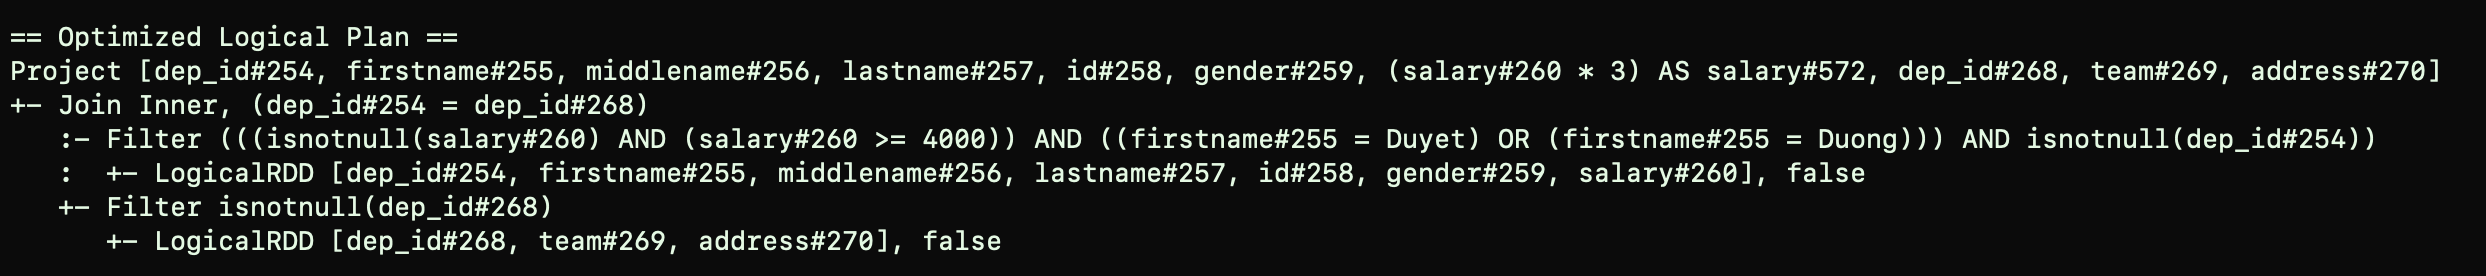 == Optimized Logical Plan ==
Project [dep_id#254, firstname#255, middlename#256, lastname#257, id#258, gender#259, (salary#260 * 3) AS salary#572, dep_id#268, team#269, address#270]
+- Join Inner, (dep_id#254 = dep_id#268)
   :- Filter (((isnotnull(salary#260) AND (salary#260 >= 4000)) AND ((firstname#255 = Duyet) OR (firstname#255 = Duong))) AND isnotnull(dep_id#254))
   :  +- LogicalRDD [dep_id#254, firstname#255, middlename#256, lastname#257, id#258, gender#259, salary#260], false
   +- Filter isnotnull(dep_id#268)
      +- LogicalRDD [dep_id#268, team#269, address#270], false